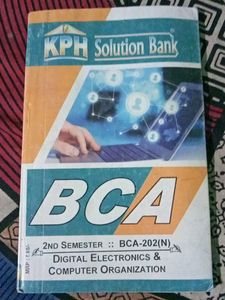 KPH Solution Bank
BCA
2ND SEMESTER :: BCA-202(N)
DIGITAL ELECTRONICS &
COMPUTER ORGANIZATION